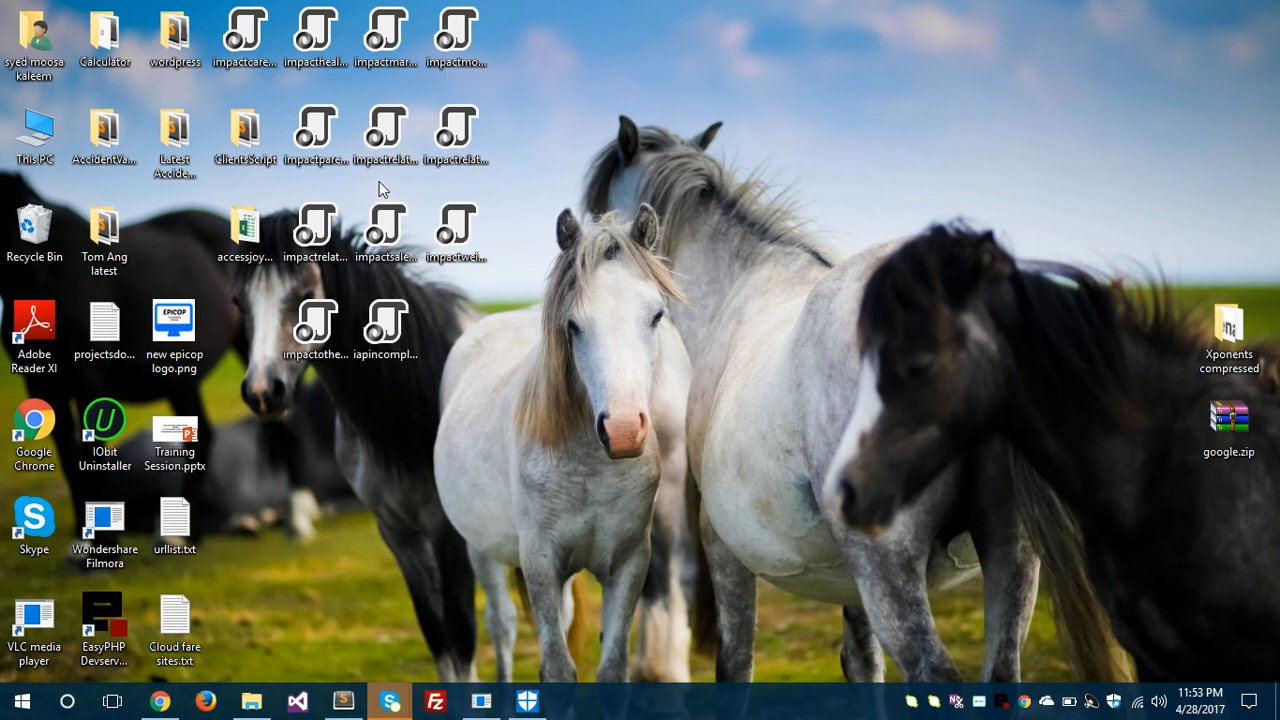 syed moosa
kaleem
Calculator
wordpress
impactcare...
impactheal...
impactmar...
impactmo...
This PC
AccidentVa...
Latest
Accide...
ClientsScript
impactpare...
impactrelat...
impactrelat...
Recycle Bin
Tom Ang
latest
accessjoy...
impactrelat...
impactsale...
impactwei...
Adobe
Reader XI
projectsdo...
EPICOP
new epicop
logo.png
impactothe...
iapincompl...
Xponents
compressed
Google
Chrome
IObit
Uninstaller
Training
Session.pptx
google.zip
Skype
Wondershare
Filmora
urllist.txt
VLC media
player
EasyPHP
Devserv...
Cloud fare
sites.txt
11:53 PM
4/28/2017